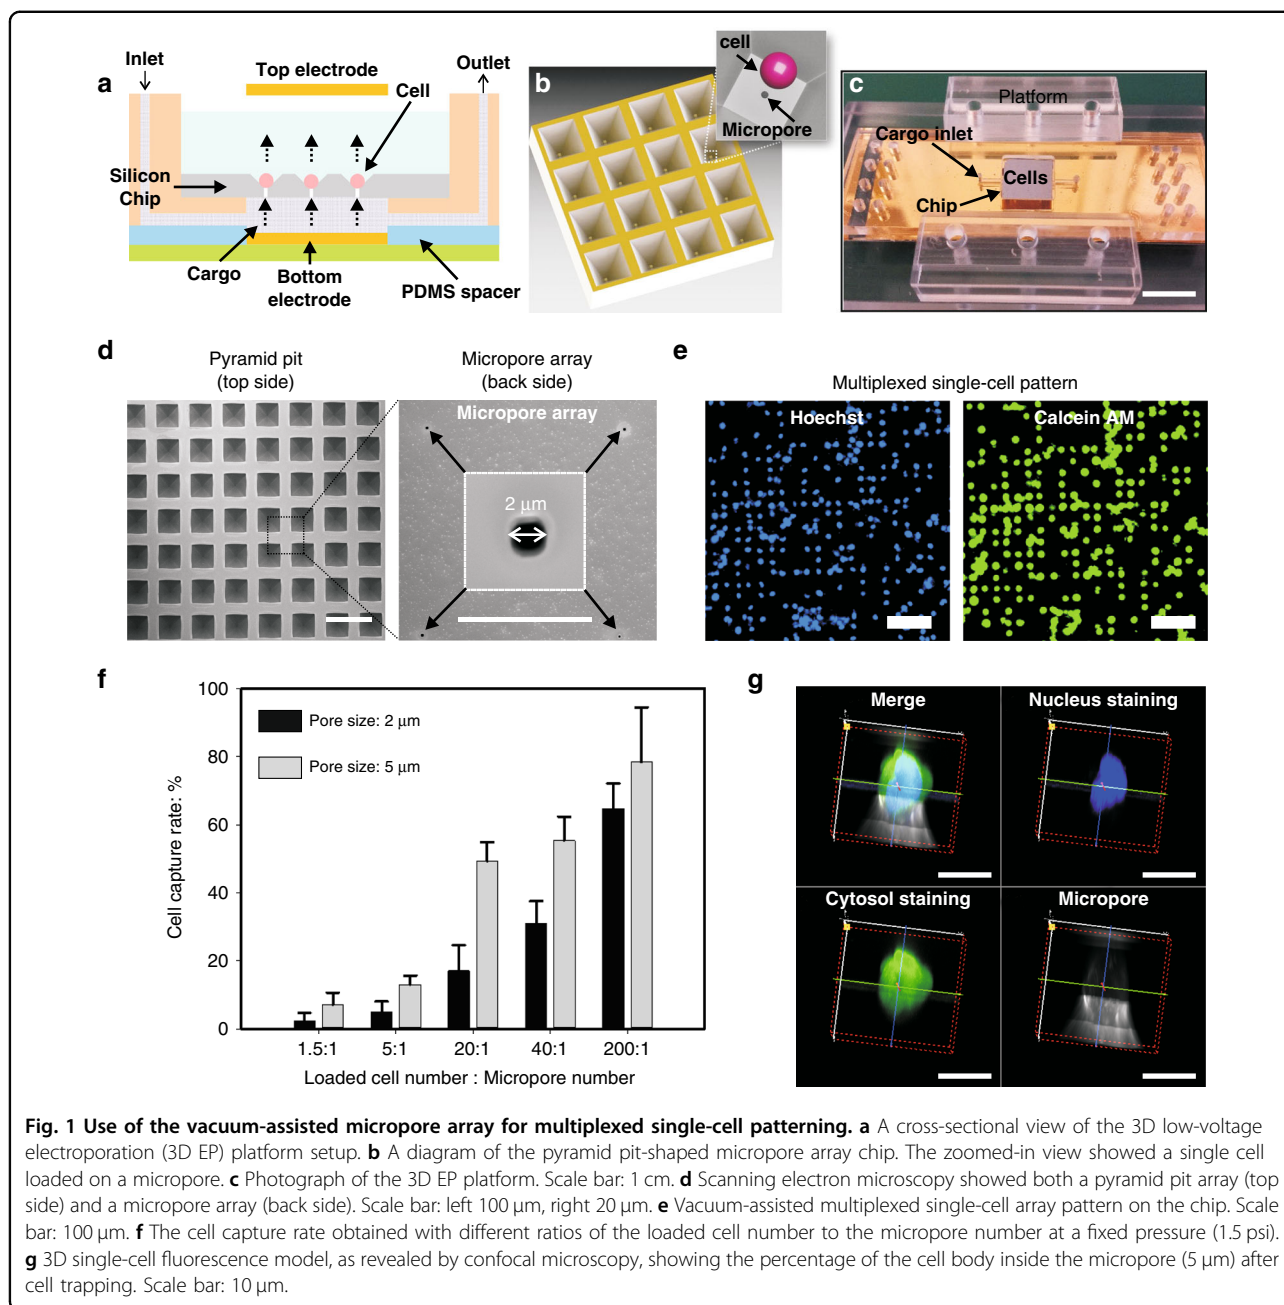 a
Inlet
Outlet
Top electrode
Cell
Silicon
Chip
Cargo
Bottom
electrode
PDMS spacer
b
cell
Micropore
c
Platform
Cargo inlet
Cells
Chip
d
Pyramid pit
(top side)
Micropore array
(back side)
Micropore array
2 μm
e
Multiplexed single-cell pattern
Hoechst
Calcein AM
f
Cell capture rate: %
100
80
60
40
20
0
Pore size: 2 μm
Pore size: 5 μm
1.5:1 5:1 20:1 40:1 200:1
Loaded cell number : Micropore number
g
Merge
Nucleus staining
Cytosol staining
Micropore
Fig. 1 Use of the vacuum-assisted micropore array for multiplexed single-cell patterning. a A cross-sectional view of the 3D low-voltage
electroporation (3D EP) platform setup. b A diagram of the pyramid pit-shaped micropore array chip. The zoomed-in view showed a single cell
loaded on a micropore. c Photograph of the 3D EP platform. Scale bar: 1 cm. d Scanning electron microscopy showed both a pyramid pit array (top
side) and a micropore array (back side). Scale bar: left 100 μm, right 20 μm. e Vacuum-assisted multiplexed single-cell array pattern on the chip. Scale
bar: 100 μm. f The cell capture rate obtained with different ratios of the loaded cell number to the micropore number at a fixed pressure (1.5 psi).
g 3D single-cell fluorescence model, as revealed by confocal microscopy, showing the percentage of the cell body inside the micropore (5 μm) after
cell trapping. Scale bar: 10 μm.